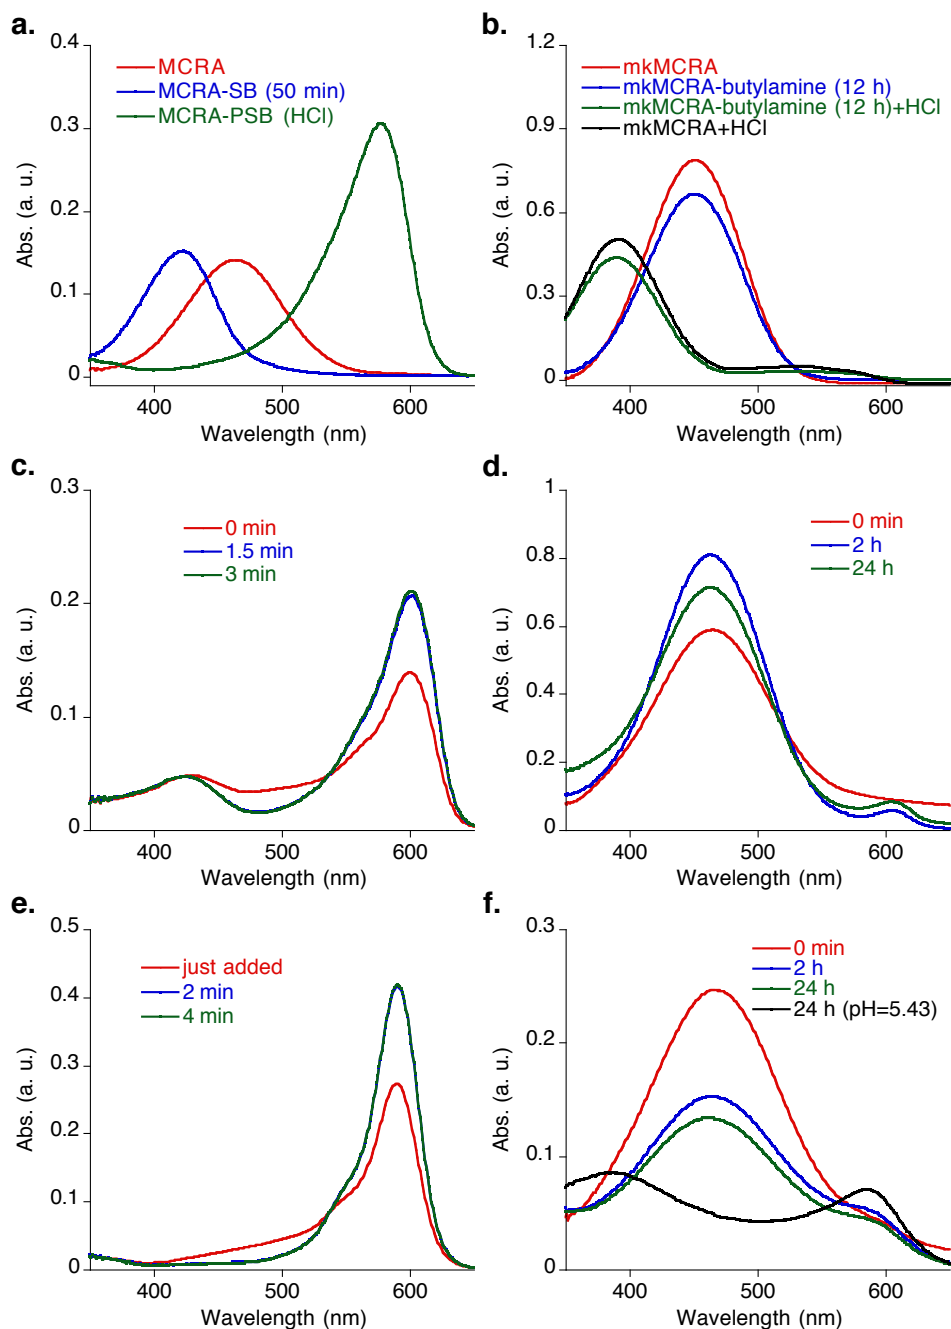 a.
0.4
0.3
0.2
0.1
0
Abs. (a. u.)
MCRA
MCRA-SB (50 min)
MCRA-PSB (HCl)
400 500 600
Wavelength (nm)
b.
1.2
0.9
0.6
0.3
0
Abs. (a. u.)
mkMCRA
mkMCRA-butylamine (12 h)
mkMCRA-butylamine (12 h)+HCl
mkMCRA+HCl
400 500 600
Wavelength (nm)
c.
0.3
0.2
0.1
0
Abs. (a. u.)
0 min
1.5 min
3 min
400 500 600
Wavelength (nm)
d.
1
0.8
0.6
0.4
0.2
0
Abs. (a. u.)
0 min
2 h
24 h
400 500 600
Wavelength (nm)
e.
0.5
0.4
0.3
0.2
0.1
0
Abs. (a. u.)
just added
2 min
4 min
400 500 600
Wavelength (nm)
f.
0.3
0.2
0.1
0
Abs. (a. u.)
0 min
2 h
24 h
24 h (pH=5.43)
400 500 600
Wavelength (nm)